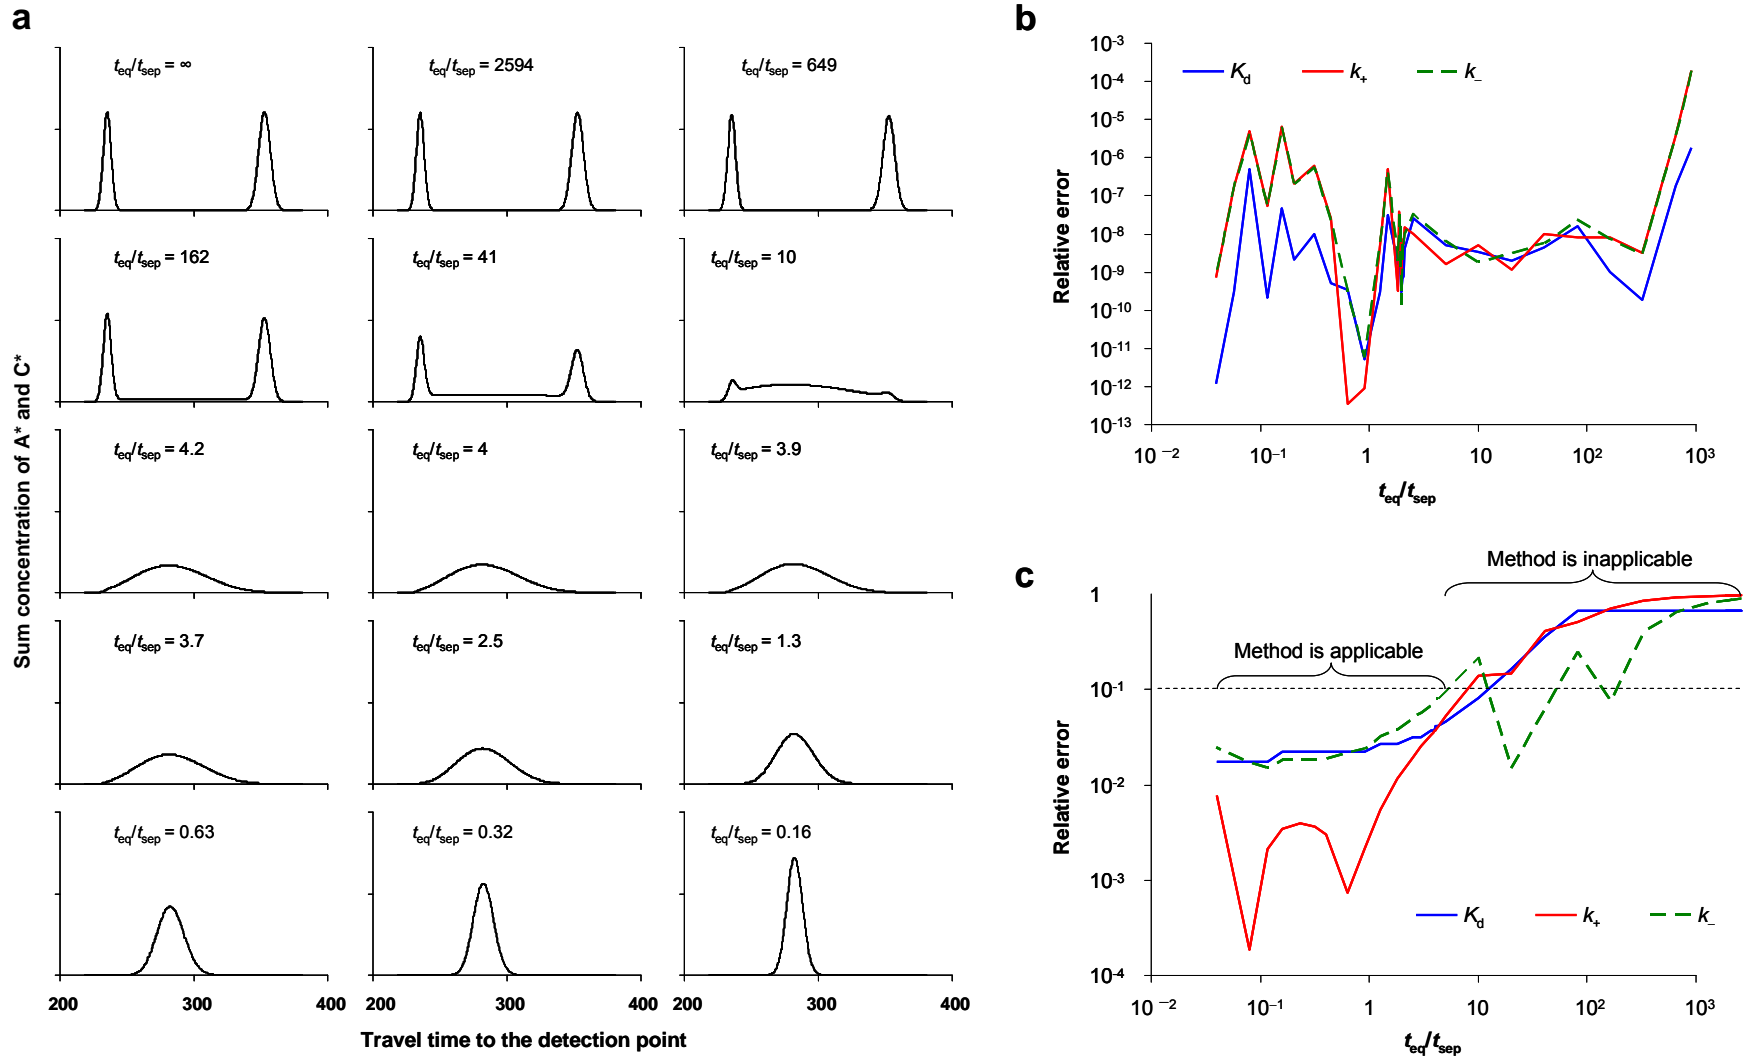 a
Sum concentration of A* and C*
teq/tsep = ∞
teq/tsep = 2594
teq/tsep = 649
teq/tsep = 162
teq/tsep = 41
teq/tsep = 10
teq/tsep = 4.2
teq/tsep = 4
teq/tsep = 3.9
teq/tsep = 3.7
teq/tsep = 2.5
teq/tsep = 1.3
teq/tsep = 0.63
teq/tsep = 0.32
teq/tsep = 0.16
200 300 400
200 300 400
200 300 400
Travel time to the detection point
b
Relative error
10⁻³
10⁻⁴
10⁻⁵
10⁻⁶
10⁻⁷
10⁻⁸
10⁻⁹
10⁻¹⁰
10⁻¹¹
10⁻¹²
10⁻¹³
Kd k+ k–
10⁻² 10⁻¹ 1 10 10² 10³
teq/tsep
c
Method is inapplicable
Method is applicable
Relative error
1
10⁻¹
10⁻²
10⁻³
10⁻⁴
Kd k+ k–
10⁻² 10⁻¹ 1 10 10² 10³
teq/tsep